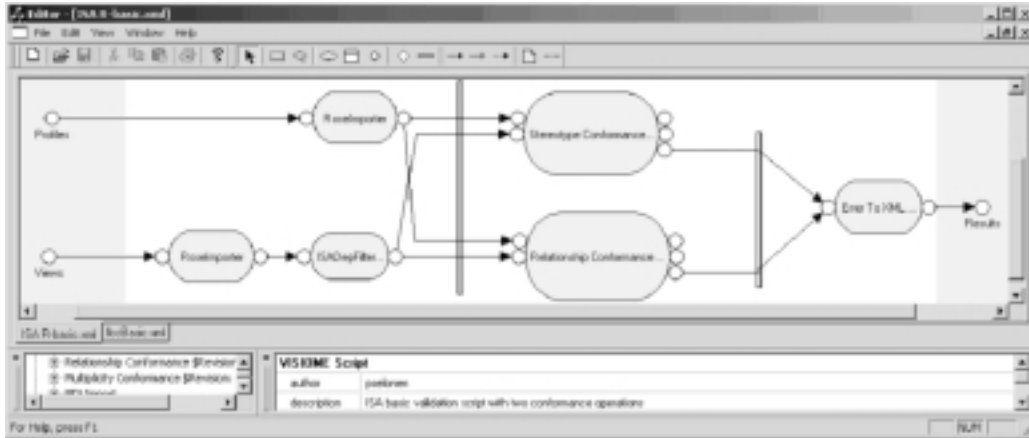 Editor - [ISA R-basic.xml]
File Edit View Window Help
Profiles
RoseImporter
Stereotype Conformance...
Error To XML...
Results
Views
RoseImporter
ISADepFilter...
Relationship Conformance...
ISA R-basic.xml
Relationship Conformance $Revision
Multiplicity Conformance $Revision:
VISIOME Script
author
description ISA basic validation script with two conformance operations
For Help, press F1
NUM